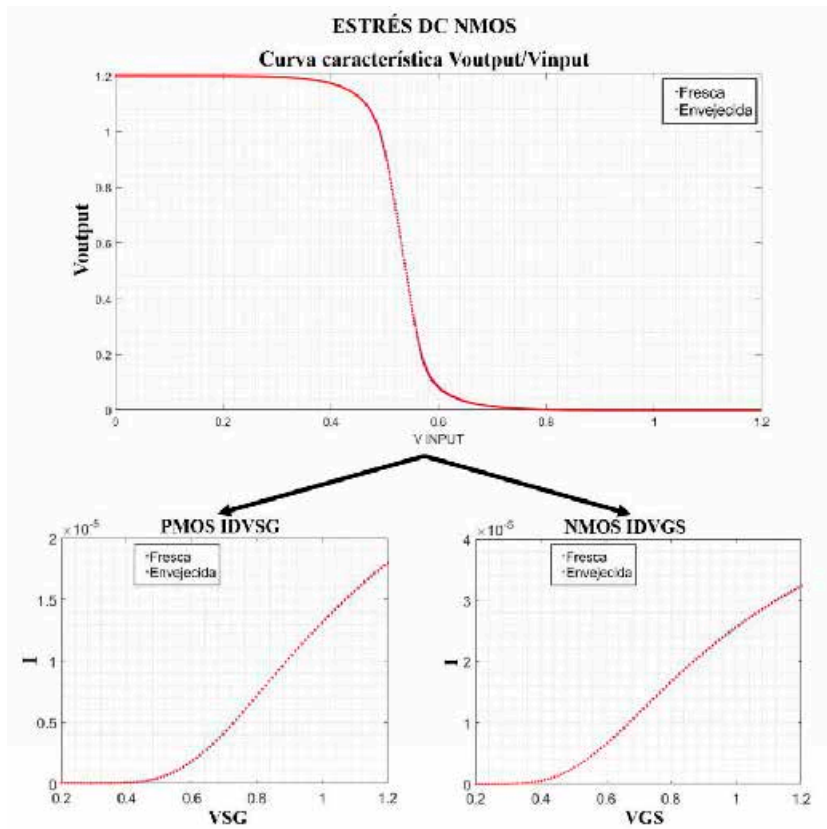 ESTRÉS DC NMOS
Curva característica Voutput/Vinput
1.2
1
0.8
0.6
0.4
0.2
0
Voutput
Fresca
Envejecida
0 0.2 0.4 0.6 0.8 1 1.2
V INPUT
PMOS IDVSG
×10⁻⁵
2
1.5
1
0.5
0
I
Fresca
Envejecida
0.2 0.4 0.6 0.8 1 1.2
VSG
NMOS IDVGS
×10⁻⁵
4
3
2
1
0
I
Fresca
Envejecida
0.2 0.4 0.6 0.8 1 1.2
VGS